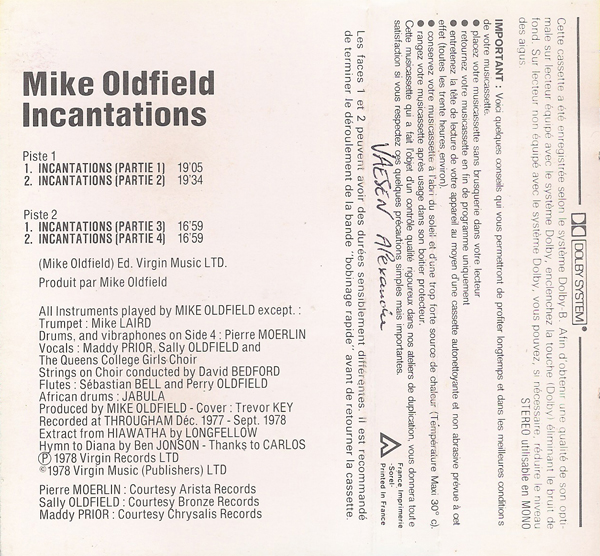 Mike Oldfield
Incantations
Piste 1
1. INCANTATIONS (PARTIE 1) 19'05
2. INCANTATIONS (PARTIE 2) 19'34
Piste 2
1. INCANTATIONS (PARTIE 3) 16'59
2. INCANTATIONS (PARTIE 4) 16'59
(Mike Oldfield) Ed. Virgin Music LTD.
Produit par Mike Oldfield
All Instruments played by MIKE OLDFIELD except. :
Trumpet : Mike LAIRD
Drums, and vibraphones on Side 4 : Pierre MOERLIN
Vocals : Maddy PRIOR, Sally OLDFIELD and
The Queens College Girls Choir
Strings on Choir conducted by David BEDFORD
Flutes : Sébastian BELL and Perry OLDFIELD
African drums : JABULA
Produced by MIKE OLDFIELD - Cover : Trevor KEY
Recorded at THROUGHAM Déc. 1977 - Sept. 1978
Extract from HIAWATHA by LONGFELLOW
Hymn to Diana by Ben JONSON - Thanks to CARLOS
Ⓟ 1978 Virgin Records LTD
©1978 Virgin Music (Publishers) LTD
Pierre MOERLIN : Courtesy Arista Records
Sally OLDFIELD : Courtesy Bronze Records
Maddy PRIOR : Courtesy Chrysalis Records
DOLBY SYSTEM
Cette cassette a été enregistrée selon le système Dolby-B. Afin d'obtenir une qualité de son opti-
male sur lecteur équipé avec le système Dolby, enclenchez la touche (Dolby) éliminant le bruit de
fond. Sur lecteur non équipé avec le système Dolby, vous pouvez, si nécessaire, réduire le niveau
des aigus.
STEREO utilisable en MONO
IMPORTANT : Voici quelques conseils qui vous permettront de profiter longtemps et dans les meilleures conditions
de votre musicassette.
● placez votre musicassette sans brusquerie dans votre lecteur
● retournez votre musicassette en fin de programme uniquement
● entretenez la tête de lecture de votre appareil au moyen d'une cassette autonettoyante et non abrasive prévue à cet
effet (toutes les trente heures environ).
● conservez votre musicassette à l'abri du soleil et d'une trop forte source de chaleur (Température Maxi 30° c).
● rangez votre musicassette après usage dans son boitier protecteur.
Cette musicassette qui a fait l'objet d'un contrôle qualité rigoureux dans nos ateliers de duplication, vous donnera toute
satisfaction si vous respectez ces quelques précautions simples mais importantes.
VAESEN Alexandre
France Imprimerie
-Sorel-
Printed In France
Les faces 1 et 2 peuvent avoir des durées sensiblement différentes, il est recommandé
de terminer le déroulement de la bande "bobinage rapide" avant de retourner la cassette.